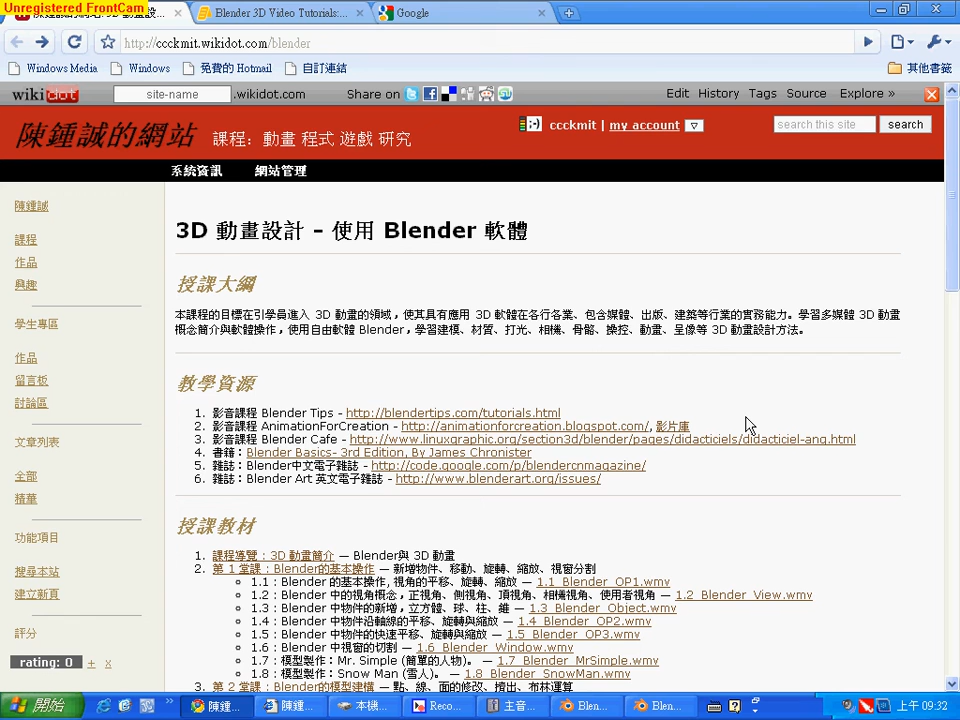 Unregistered FrontCam
Blender 3D Video Tutorials:...
Google
http://ccckmit.wikidot.com/blender
Windows Media
Windows
免費的 Hotmail
自訂連結
其他書籤
wikidot
site-name
.wikidot.com
Share on
Edit
History
Tags
Source
Explore »
陳鍾誠的網站
課程: 動畫 程式 遊戲 研究
ccckmit | my account
search this site
search
系統資訊
網站管理
陳鍾誠
課程
作品
興趣
學生專區
作品
留言板
討論區
文章列表
全部
精華
功能項目
搜尋本站
建立新頁
評分
rating: 0 + x
3D 動畫設計 - 使用 Blender 軟體
授課大綱
本課程的目標在引學員進入 3D 動畫的領域，使其具有應用 3D 軟體在各行各業、包含媒體、出版、建築等行業的實務能力。學習多媒體 3D 動畫
概念簡介與軟體操作，使用自由軟體 Blender，學習建模、材質、打光、相機、骨骼、操控、動畫、呈像等 3D 動畫設計方法。
教學資源
1. 影音課程 Blender Tips - http://blendertips.com/tutorials.html
2. 影音課程 AnimationForCreation - http://animationforcreation.blogspot.com/, 影片庫
3. 影音課程 Blender Cafe - http://www.linuxgraphic.org/section3d/blender/pages/didacticiels/didacticiel-ang.html
4. 書籍：Blender Basics- 3rd Edition, By James Chronister
5. 雜誌：Blender中文電子雜誌 - http://code.google.com/p/blendercnmagazine/
6. 雜誌：Blender Art 英文電子雜誌 - http://www.blenderart.org/issues/
授課教材
1. 課程導覽：3D 動畫簡介 — Blender與 3D 動畫
2. 第 1 堂課：Blender的基本操作 — 新增物件、移動、旋轉、縮放、視窗分割
1.1：Blender 的基本操作, 視角的平移、旋轉、縮放 — 1.1_Blender_OP1.wmv
1.2：Blender 中的視角概念，正視角、側視角、頂視角、相機視角、使用者視角 — 1.2_Blender_View.wmv
1.3：Blender 中物件的新增，立方體、球、柱、維 — 1.3_Blender_Object.wmv
1.4：Blender 中物件沿軸線的平移、旋轉與縮放 — 1.4_Blender_OP2.wmv
1.5：Blender 中物件的快速平移、旋轉與縮放 — 1.5_Blender_OP3.wmv
1.6：Blender 中視窗的切割 — 1.6_Blender_Window.wmv
1.7：模型製作：Mr. Simple (簡單的人物)。 — 1.7_Blender_MrSimple.wmv
1.8：模型製作：Snow Man (雪人)。 — 1.8_Blender_SnowMan.wmv
3. 第 2 堂課：Blender的模型建構 — 點、線、面的修改、擠出、布林運算
開始
陳鍾...
陳鍾...
本機...
Reco...
主音...
Blen...
Blen...
上午 09:32